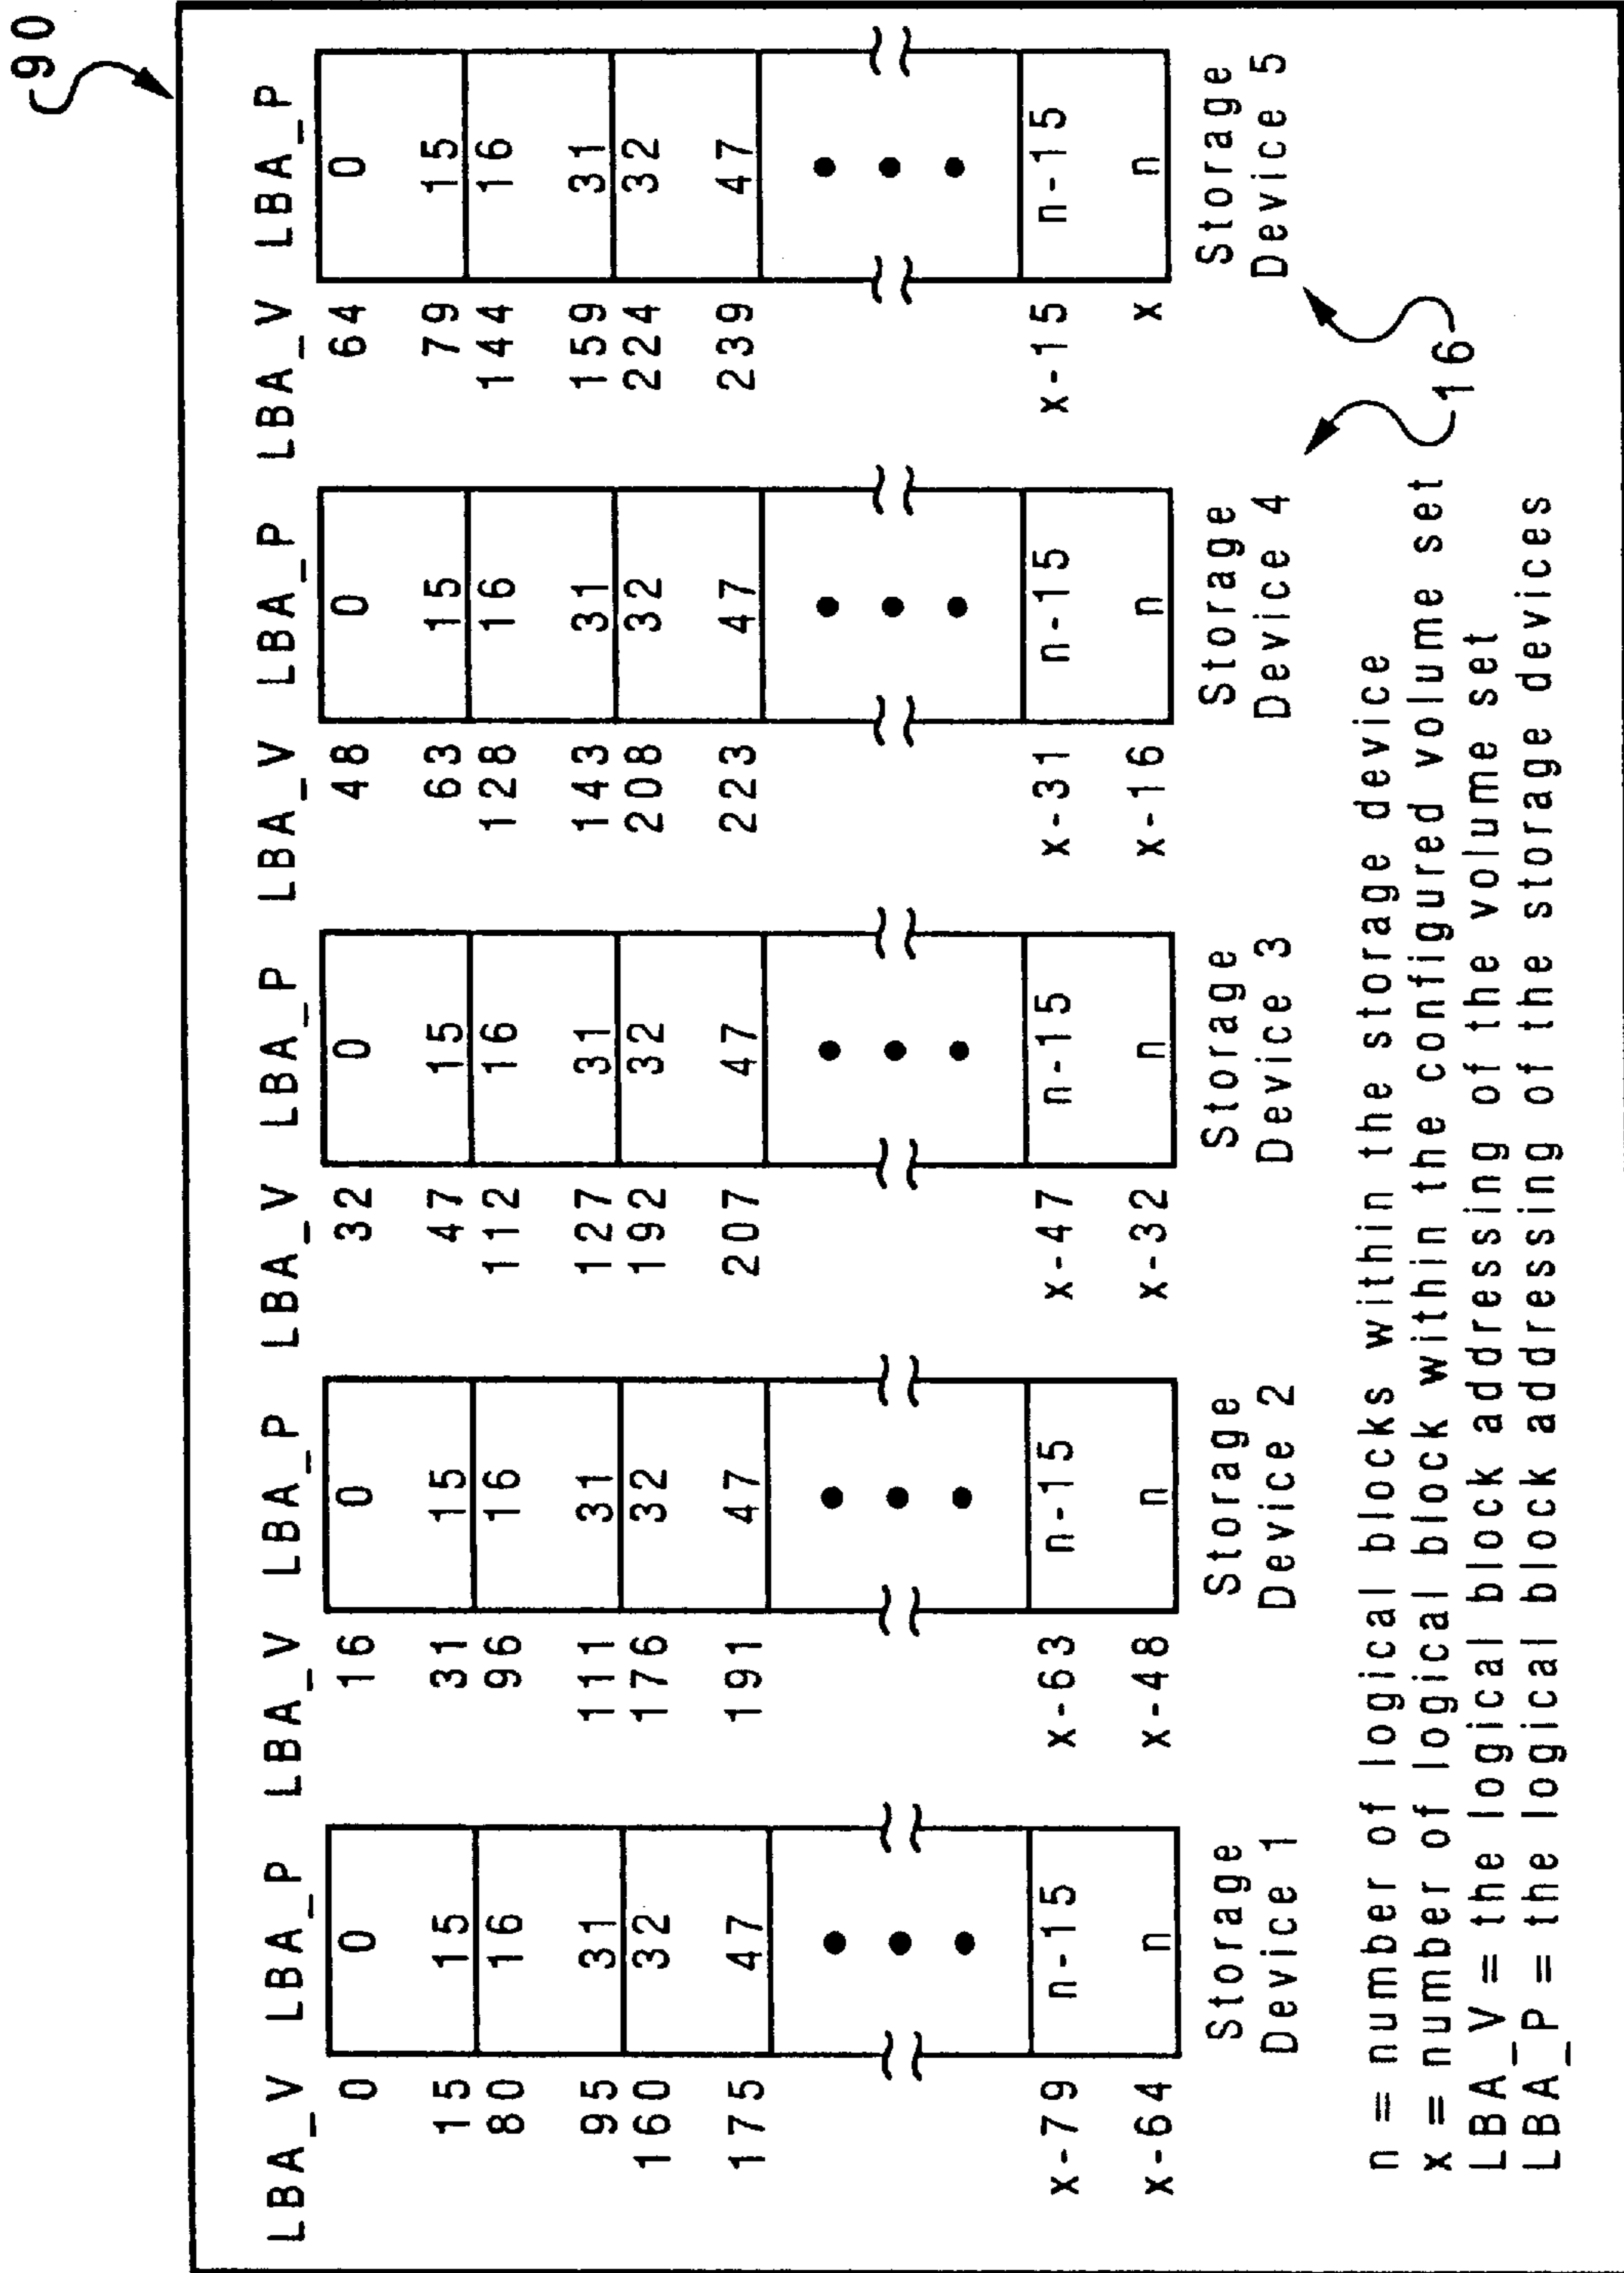 90
LBA_V LBA_P LBA_V LBA_P LBA_V LBA_P LBA_V LBA_P LBA_V LBA_P
0 0 16 0 32 0 48 0 64 0
15 15 31 15 47 15 63 15 79 15
80 16 96 16 112 16 128 16 144 16
95 31 111 31 127 31 143 31 159 31
160 32 176 32 192 32 208 32 224 32
175 47 191 47 207 47 223 47 239 47
x-79 n-15 x-63 n-15 x-47 n-15 x-31 n-15 x-15 n-15
x-64 n x-48 n x-32 n x-16 n x n
Storage Storage Storage Storage Storage
Device 1 Device 2 Device 3 Device 4 Device 5
16
n = number of logical blocks within the storage device
x = number of logical block within the configured volume set
LBA_V = the logical block addressing of the volume set
LBA_P = the logical block addressing of the storage devices